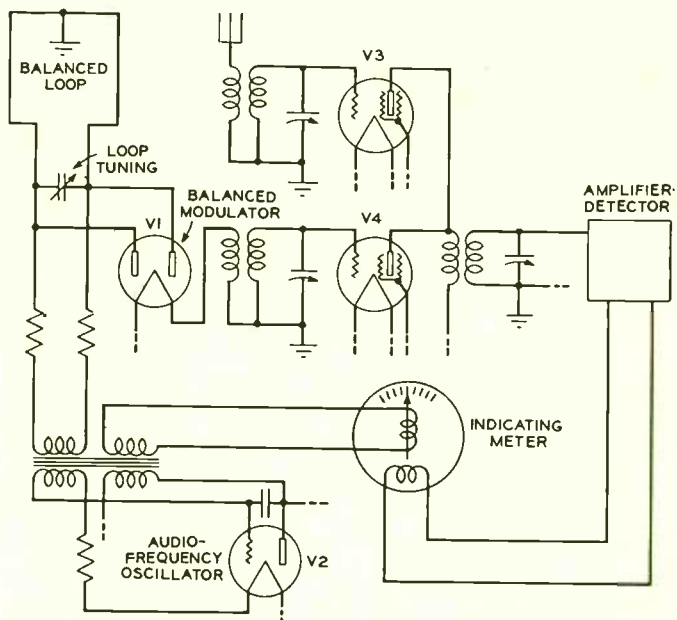 BALANCED
LOOP
LOOP
TUNING
V1
BALANCED
MODULATOR
V3
V4
AMPLIFIER-
DETECTOR
INDICATING
METER
AUDIO-
FREQUENCY
OSCILLATOR
V2